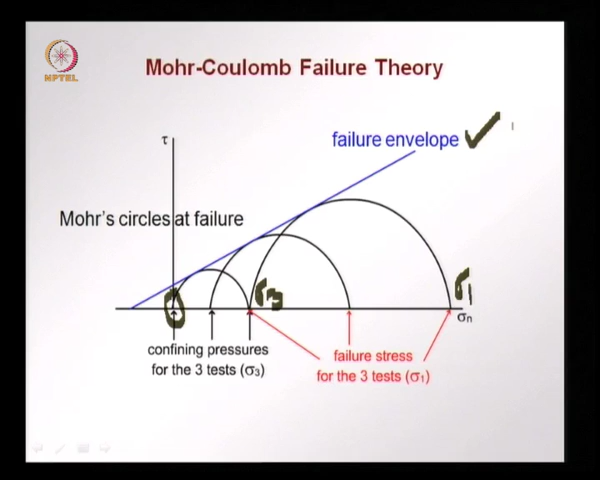 NPTEL
Mohr-Coulomb Failure Theory
τ
failure envelope
Mohr's circles at failure
0
σ3
σ1
σn
confining pressures
for the 3 tests (σ3)
failure stress
for the 3 tests (σ1)